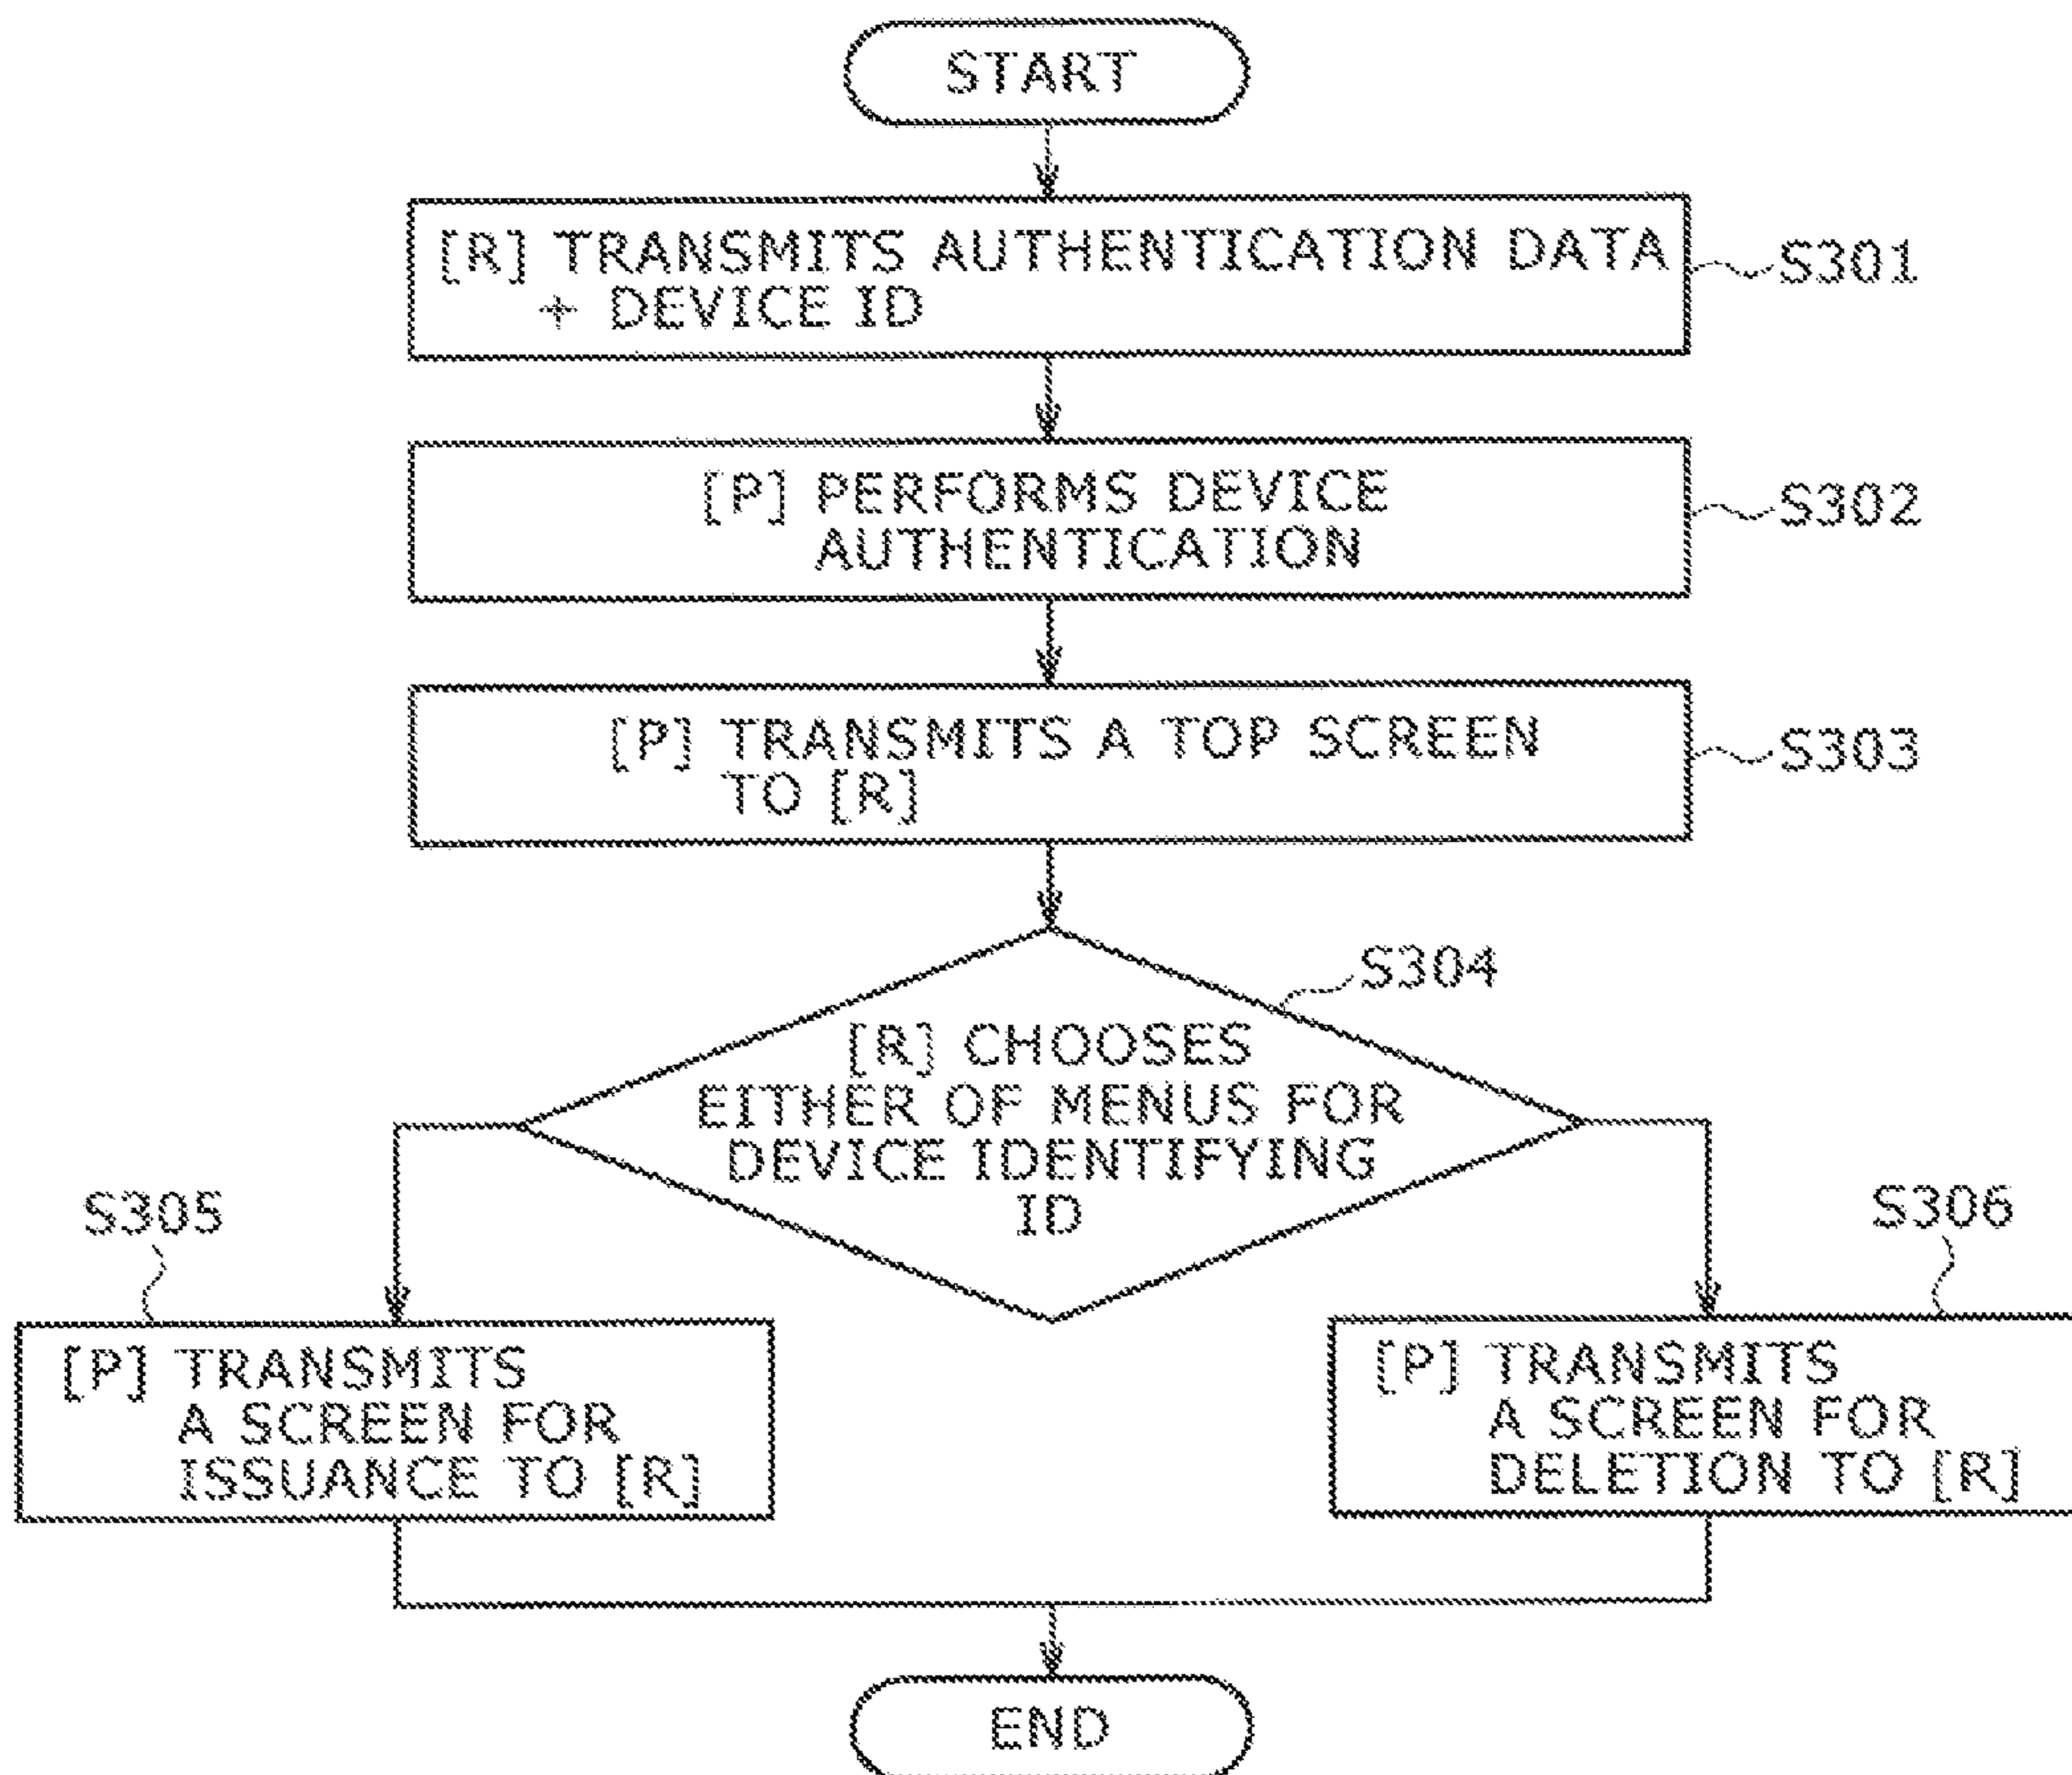 START
[R] TRANSMITS AUTHENTICATION DATA
+ DEVICE ID
S301
[P] PERFORMS DEVICE
AUTHENTICATION
S302
[P] TRANSMITS A TOP SCREEN
TO [R]
S303
S304
[R] CHOOSES
EITHER OF MENUS FOR
DEVICE IDENTIFYING
ID
S305
[P] TRANSMITS
A SCREEN FOR
ISSUANCE TO [R]
S306
[P] TRANSMITS
A SCREEN FOR
DELETION TO [R]
END